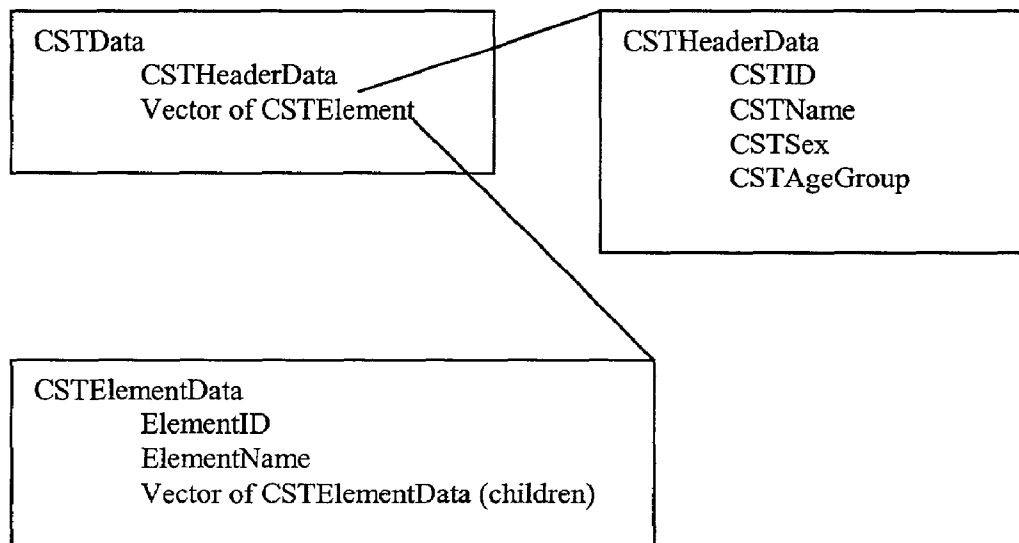 CSTData
CSTHeaderData
Vector of CSTElement
CSTHeaderData
CSTID
CSTName
CSTSex
CSTAgeGroup
CSTElementData
ElementID
ElementName
Vector of CSTElementData (children)